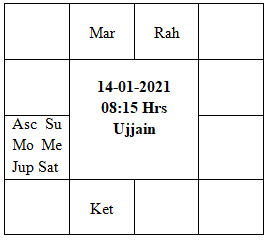 Mar Rah
14-01-2021
08:15 Hrs
Ujjain
Asc Su
Mo Me
Jup Sat
Ket